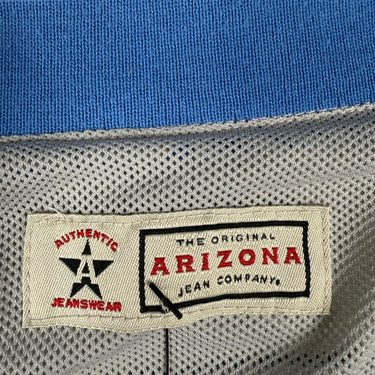 AUTHENTIC
A
JEANSWEAR
THE ORIGINAL
ARIZONA
JEAN COMPANY®